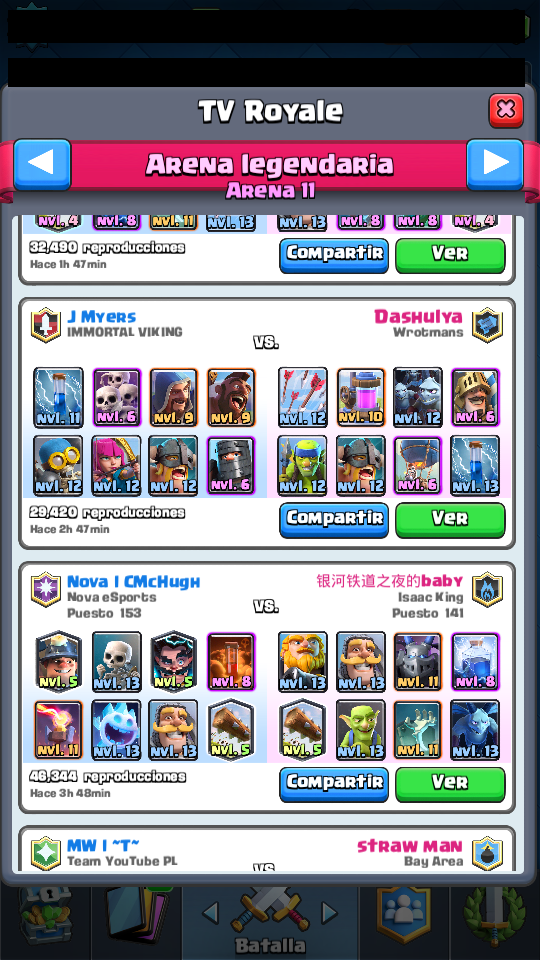 TV Royale
Arena legendaria
Arena 11
Nvl. 4 Nvl. 8 Nvl. 11 Nvl. 13 Nvl. 13 Nvl. 8 Nvl. 8 Nvl. 4
32,490 reproducciones
Hace 1h 47min
Compartir
Ver
J Myers
IMMORTAL VIKING
vs.
Dashulya
Wrotmans
Nvl. 11 Nvl. 6 Nvl. 9 Nvl. 9 Nvl. 12 Nvl. 10 Nvl. 12 Nvl. 6
Nvl. 12 Nvl. 12 Nvl. 12 Nvl. 6 Nvl. 12 Nvl. 12 Nvl. 6 Nvl. 13
29,420 reproducciones
Hace 2h 47min
Compartir
Ver
Nova | CMcHugh
Nova eSports
Puesto 153
vs.
银河铁道之夜的baby
Isaac King
Puesto 141
Nvl. 5 Nvl. 13 Nvl. 5 Nvl. 8 Nvl. 13 Nvl. 13 Nvl. 11 Nvl. 8
Nvl. 11 Nvl. 13 Nvl. 13 Nvl. 5 Nvl. 5 Nvl. 13 Nvl. 11 Nvl. 13
46,344 reproducciones
Hace 3h 48min
Compartir
Ver
MW | ~T~
Team YouTube PL
vs
straw man
Bay Area
Batalla